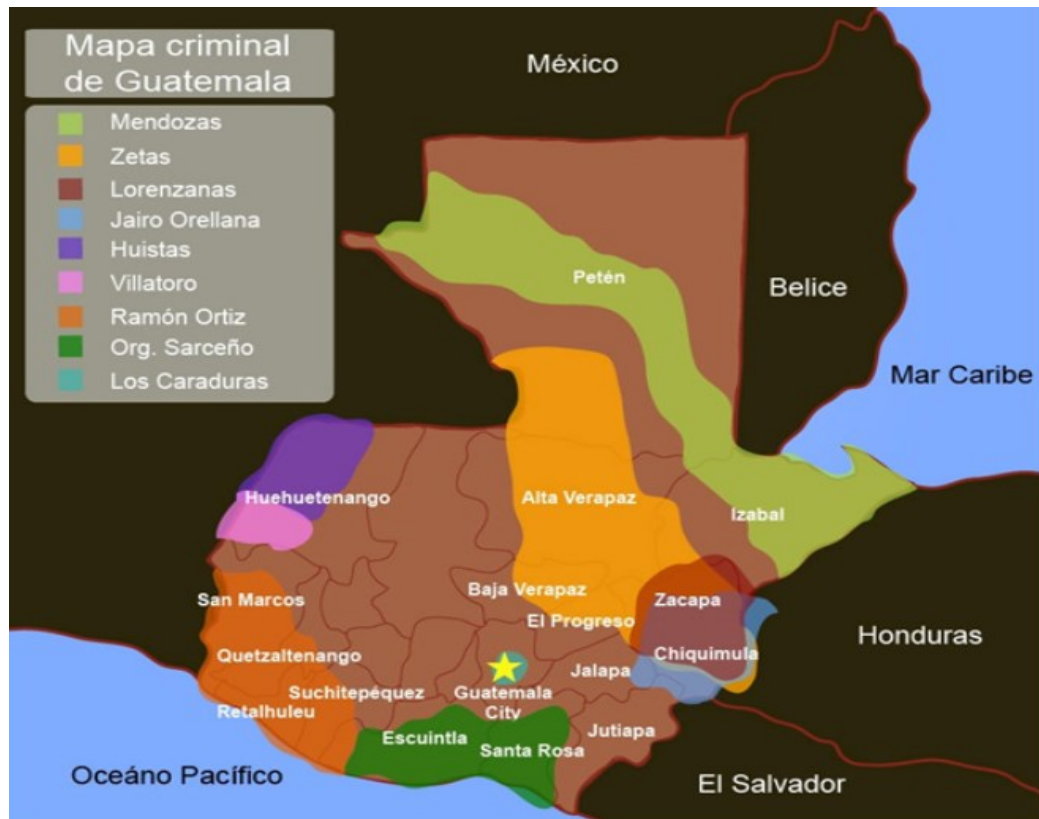 Mapa criminal
de Guatemala
Mendozas
Zetas
Lorenzanas
Jairo Orellana
Huistas
Villatoro
Ramón Ortiz
Org. Sarceño
Los Caraduras
México
Belice
Mar Caribe
Petén
Huehuetenango
Alta Verapaz
Izabal
Baja Verapaz
San Marcos
Zacapa
El Progreso
Honduras
Quetzaltenango
Chiquimula
Jalapa
Suchitepéquez
Guatemala
City
Retalhuleu
Jutiapa
Escuintla
Santa Rosa
Oceáno Pacífico
El Salvador